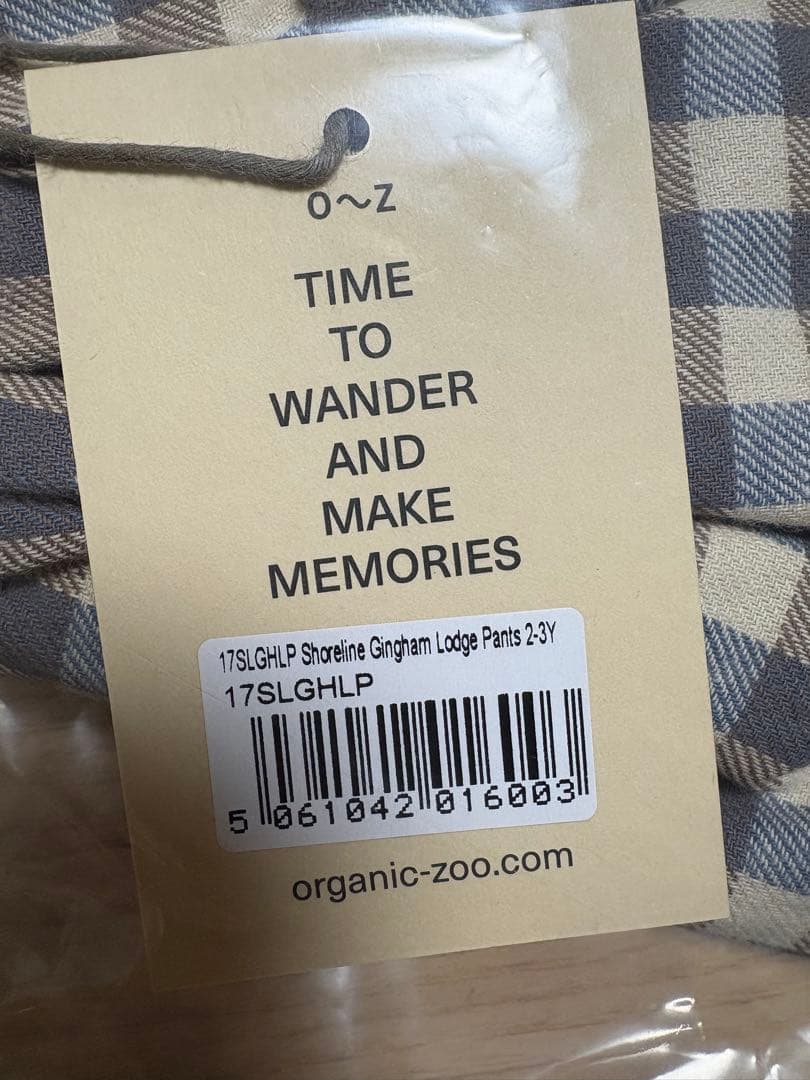 O~Z
TIME
TO
WANDER
AND
MAKE
MEMORIES
17SLGHLP Shoreline Gingham Lodge Pants 2-3Y
17SLGHLP
5 061042 016003
organic-zoo.com